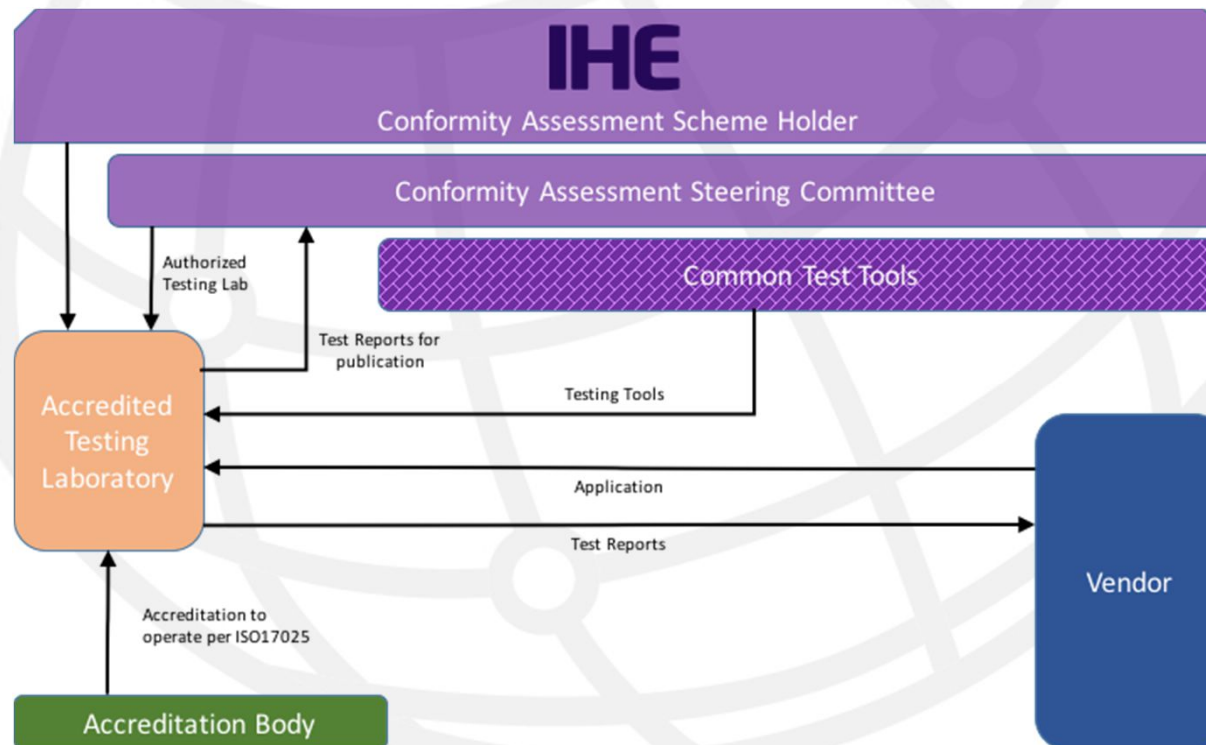 IHE
Conformity Assessment Scheme Holder
Conformity Assessment Steering Committee
Common Test Tools
Authorized
Testing Lab
Test Reports for
publication
Testing Tools
Accredited
Testing
Laboratory
Application
Test Reports
Vendor
Accreditation to
operate per ISO17025
Accreditation Body